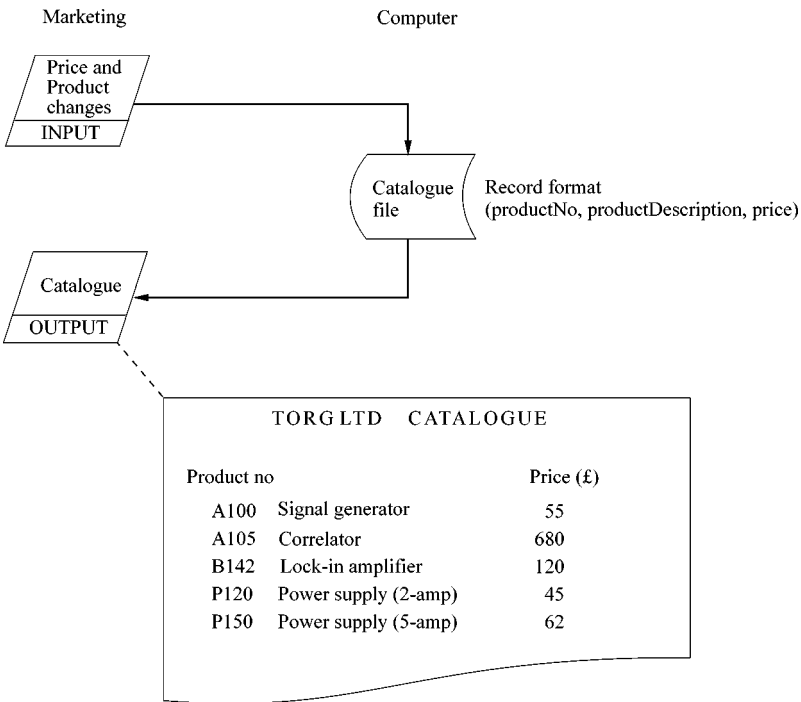 Marketing
Computer
Price and
Product
changes
INPUT
Catalogue
file
Record format
(productNo, productDescription, price)
Catalogue
OUTPUT
TORG LTD CATALOGUE
Product no Price (£)
A100 Signal generator 55
A105 Correlator 680
B142 Lock-in amplifier 120
P120 Power supply (2-amp) 45
P150 Power supply (5-amp) 62